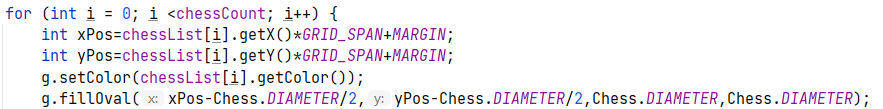 for (int i = 0; i <chessCount; i++) {
    int xPos=chessList[i].getX()*GRID_SPAN+MARGIN;
    int yPos=chessList[i].getY()*GRID_SPAN+MARGIN;
    g.setColor(chessList[i].getColor());
    g.fillOval( x: xPos-Chess.DIAMETER/2, y: yPos-Chess.DIAMETER/2,Chess.DIAMETER,Chess.DIAMETER);